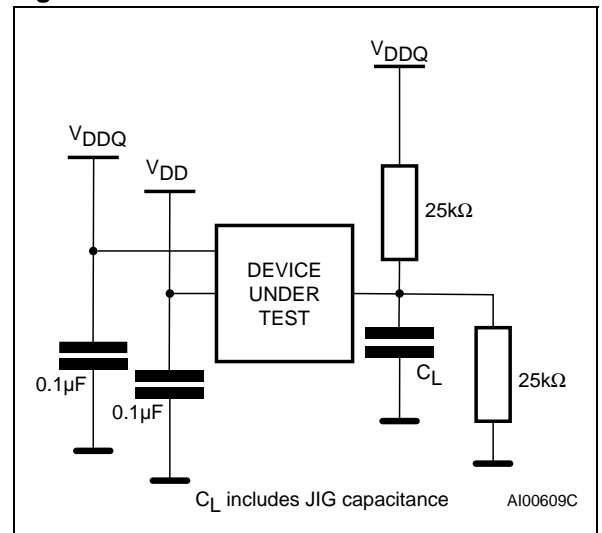 VDDQ
VDDQ
VDD
25kΩ
DEVICE
UNDER
TEST
0.1µF
0.1µF
CL
25kΩ
CL includes JIG capacitance
AI00609C